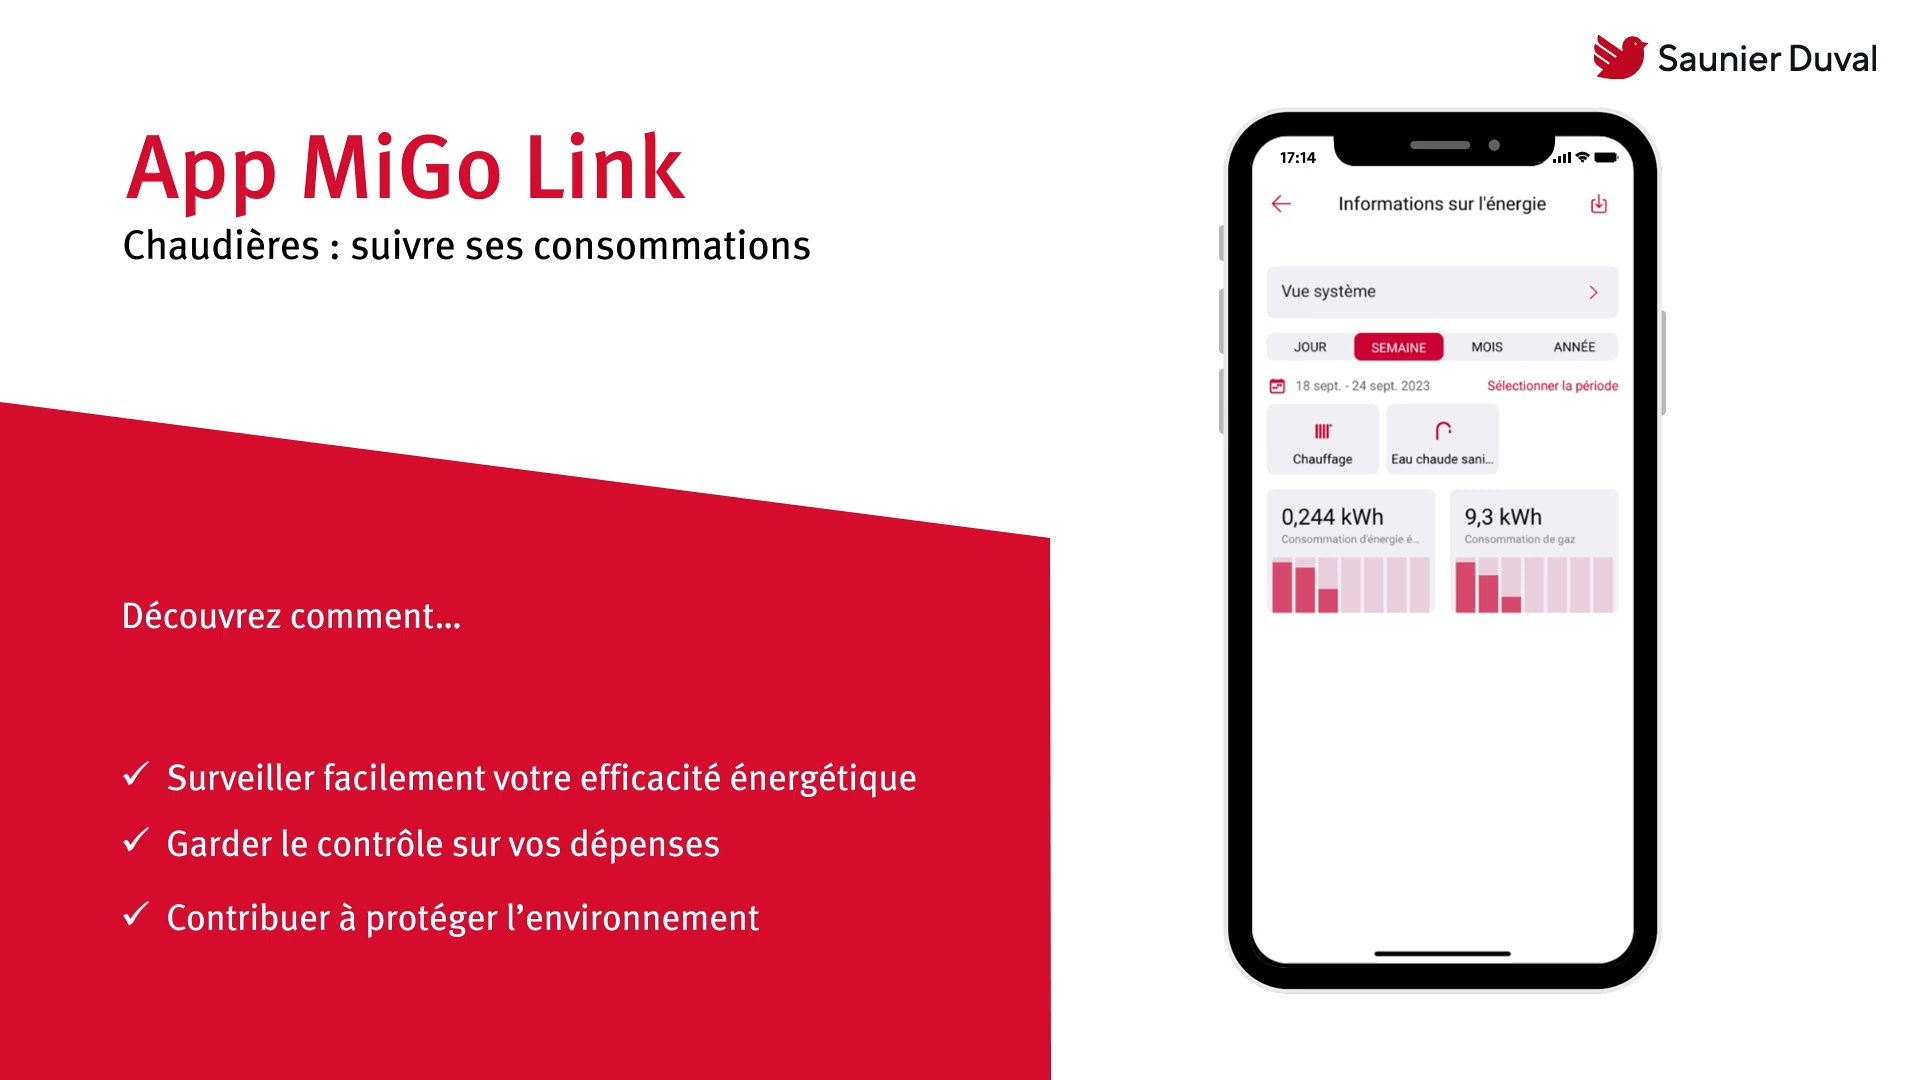 Saunier Duval
App MiGo Link
Chaudières : suivre ses consommations
Découvrez comment...
✓ Surveiller facilement votre efficacité énergétique
✓ Garder le contrôle sur vos dépenses
✓ Contribuer à protéger l’environnement
17:14
Informations sur l'énergie
Vue système
JOUR SEMAINE MOIS ANNÉE
18 sept. - 24 sept. 2023 Sélectionner la période
Chauffage Eau chaude sani...
0,244 kWh 9,3 kWh
Consommation d'énergie é... Consommation de gaz